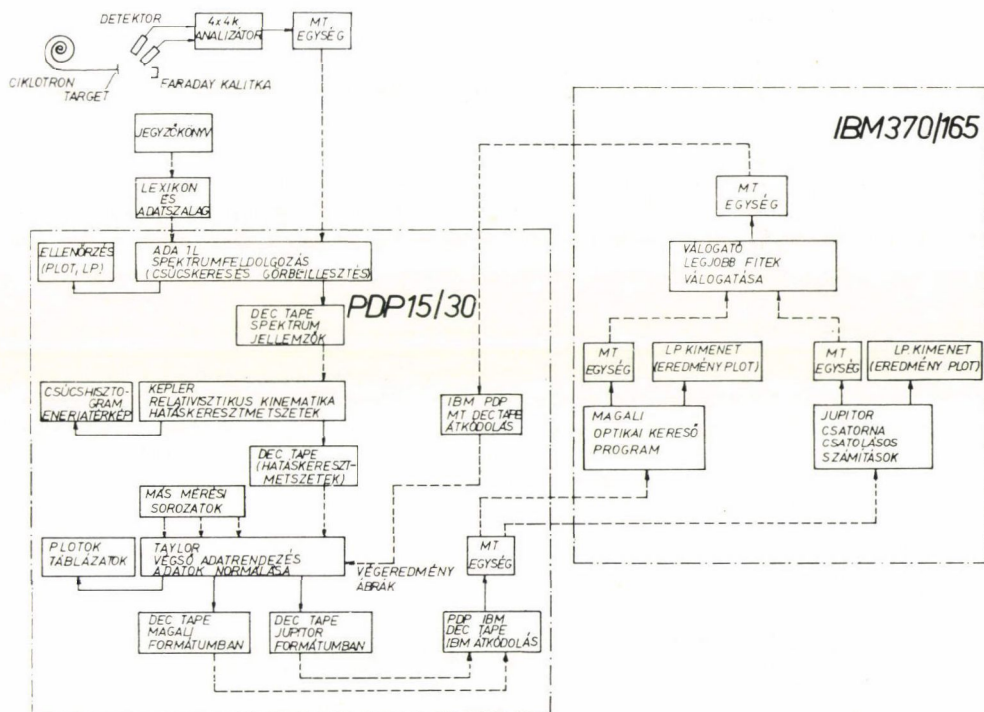 DETEKTOR
4x4k
ANALIZÁTOR
MT
EGYSÉG
CIKLOTRON
TARGET
FARADAY KALITKA
JEGYZŐKÖNYV
LEXIKON
ÉS
ADATSZALAG
IBM370/165
MT
EGYSÉG
ELLENŐRZÉS
(PLOT, LP.)
ADA 1L
SPEKTRUMFELDOLGOZÁS
(CSÚCSKERESÉS GÖRBEILLESZTÉS)
VÁLOGATÓ
LEGJOBB FITEK
VÁLOGATÁSA
PDP15/30
DEC TAPE
SPEKTRUM
JELLEMZŐK
MT
EGYSÉG
LP. KIMENET
(EREDMÉNY PLOT)
MT
EGYSÉG
LP. KIMENET
(EREDMÉNY PLOT)
CSÚCSHISZTO-
GRAM
ENERIATÉRKÉP
KEPLER
RELATIVISZTIKUS KINEMATIKA
HATÁSKERESZTMETSZETEK
IBM PDP
MT DECTAPE
ÁTKÓDOLÁS
MAGALI
OPTIKAI KERESŐ
PROGRAM
JUPITOR
CSATORNA
CSATOLÁSOS
SZÁMÍTÁSOK
DEC TAPE
(HATÁSKERESZT-
METSZETEK)
MÁS MÉRÉSI
SOROZATOK
PLOTOK
TÁBLÁZATOK
TAYLOR
VÉGSŐ ADATRENDEZÉS
ADATOK NORMÁLÁSA
VÉGEREDMÉNY
ÁBRÁK
MT
EGYSÉG
DEC TAPE
MAGALI
FORMÁTUMBAN
DEC TAPE
JUPITOR
FORMÁTUMBAN
PDP IBM
DEC TAPE
IBM ÁTKÓDOLÁS